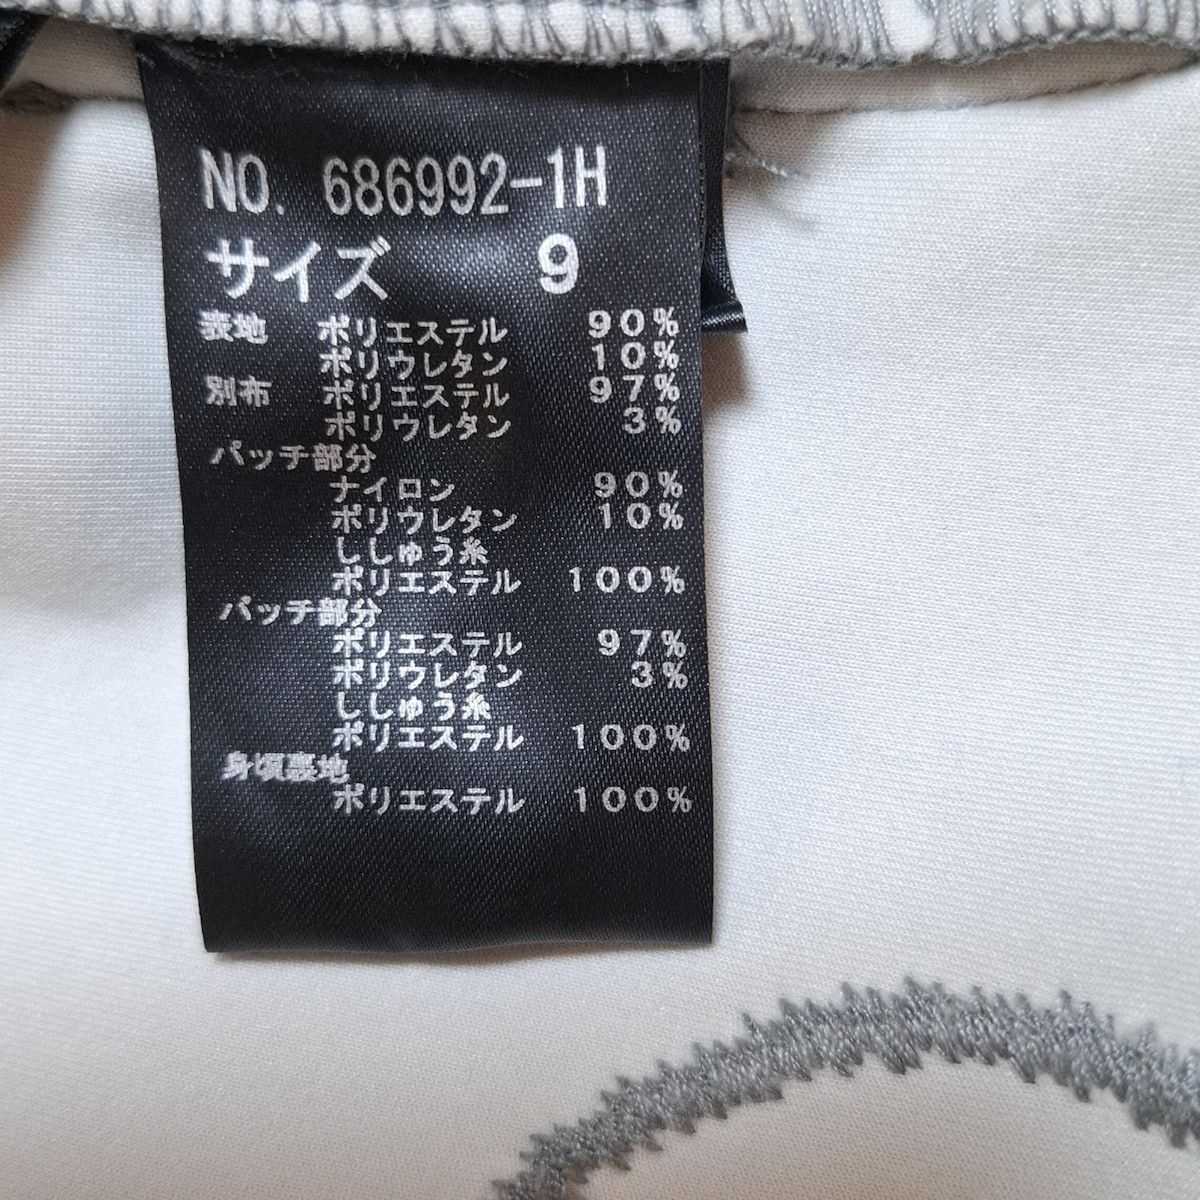 NO. 686992-1H
サイズ 9
表地 ポリエステル 90%
ポリウレタン 10%
別布 ポリエステル 97%
ポリウレタン 3%
パッチ部分
ナイロン 90%
ポリウレタン 10%
ししゅう糸
ポリエステル 100%
パッチ部分
ポリエステル 97%
ポリウレタン 3%
ししゅう糸
ポリエステル 100%
身頃裏地
ポリエステル 100%